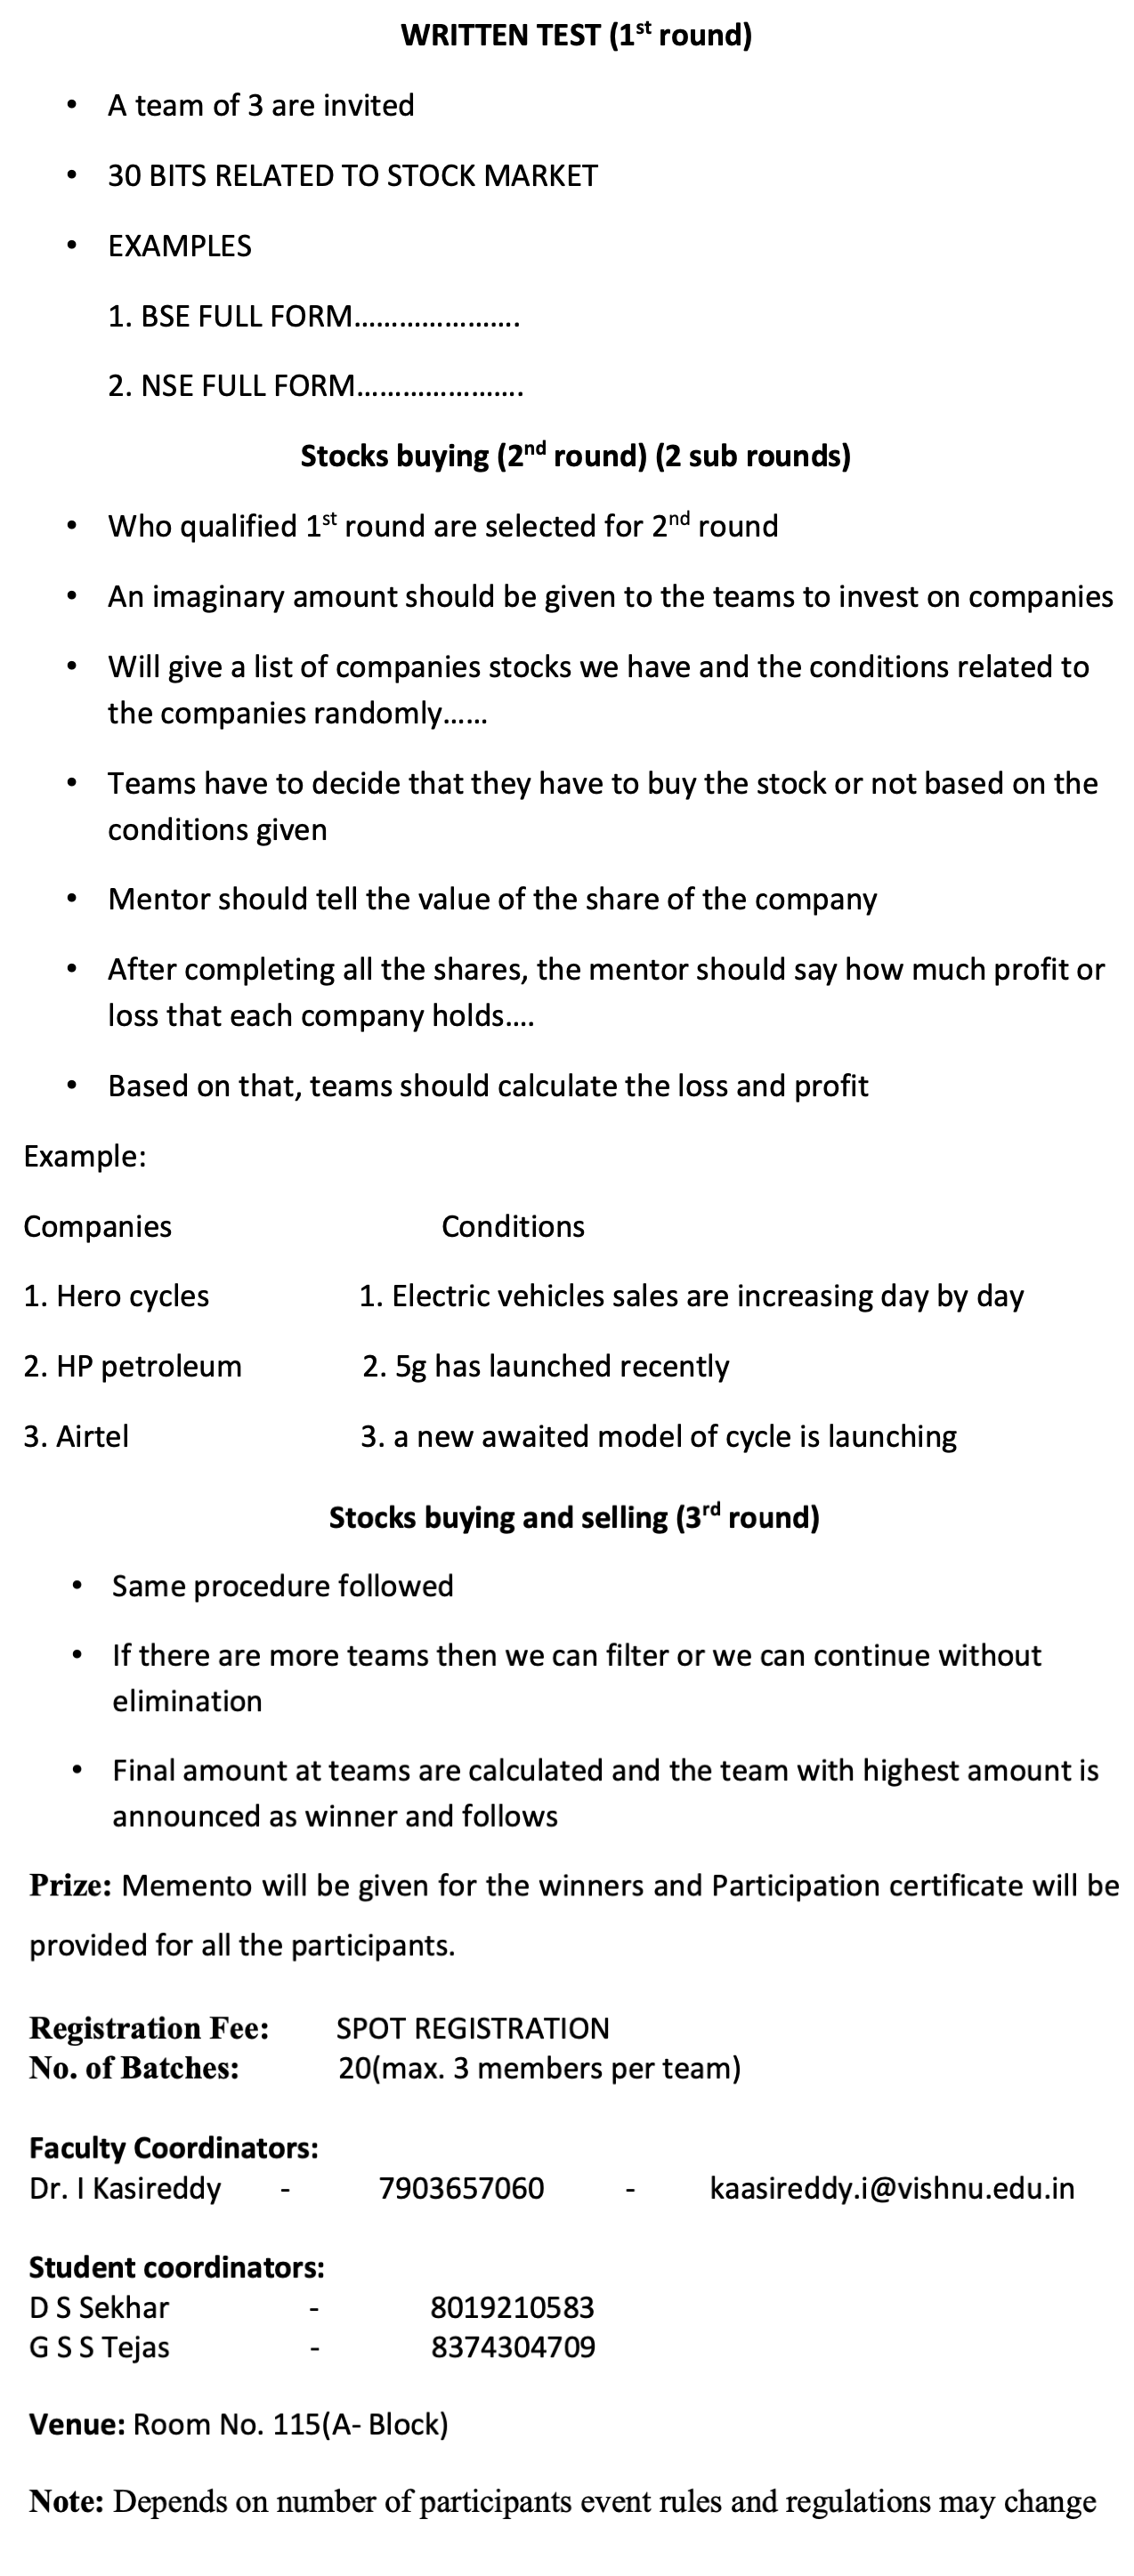 WRITTEN TEST (1st round)
• A team of 3 are invited
• 30 BITS RELATED TO STOCK MARKET
• EXAMPLES
1. BSE FULL FORM......................
2. NSE FULL FORM......................
Stocks buying (2nd round) (2 sub rounds)
• Who qualified 1st round are selected for 2nd round
• An imaginary amount should be given to the teams to invest on companies
• Will give a list of companies stocks we have and the conditions related to
the companies randomly......
• Teams have to decide that they have to buy the stock or not based on the
conditions given
• Mentor should tell the value of the share of the company
• After completing all the shares, the mentor should say how much profit or
loss that each company holds....
• Based on that, teams should calculate the loss and profit
Example:
Companies Conditions
1. Hero cycles 1. Electric vehicles sales are increasing day by day
2. HP petroleum 2. 5g has launched recently
3. Airtel 3. a new awaited model of cycle is launching
Stocks buying and selling (3rd round)
• Same procedure followed
• If there are more teams then we can filter or we can continue without
elimination
• Final amount at teams are calculated and the team with highest amount is
announced as winner and follows
Prize: Memento will be given for the winners and Participation certificate will be
provided for all the participants.
Registration Fee: SPOT REGISTRATION
No. of Batches: 20(max. 3 members per team)
Faculty Coordinators:
Dr. I Kasireddy - 7903657060 - kaasireddy.i@vishnu.edu.in
Student coordinators:
D S Sekhar - 8019210583
G S S Tejas - 8374304709
Venue: Room No. 115(A- Block)
Note: Depends on number of participants event rules and regulations may change